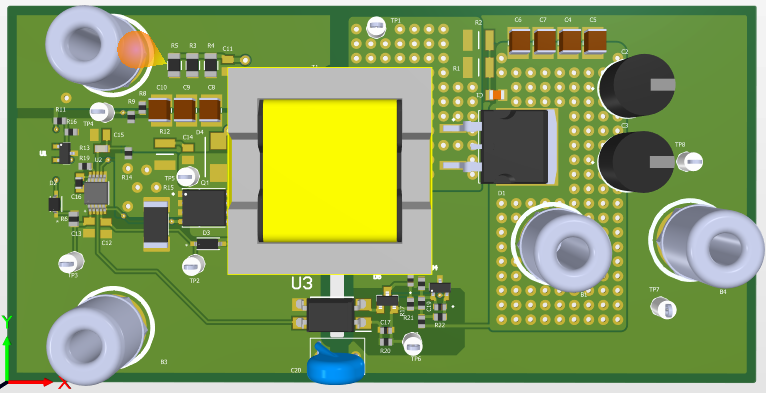 R2
C6 C7 C4 C5
TP1
R5 R3 R4
C11
C2
R1
C10 C9 C8
R8
R9
R11
R16
TP4
C15
R12
D4
C14
C3
R13
R19
U2
TP8
R14
TP5
Q1
R15
D2
C16
R6
D1
C13
C12
D3
TP3
TP2
U3
B1
B4
TP7
C17
R21
R22
R20
TP6
B3
C20
X
Y